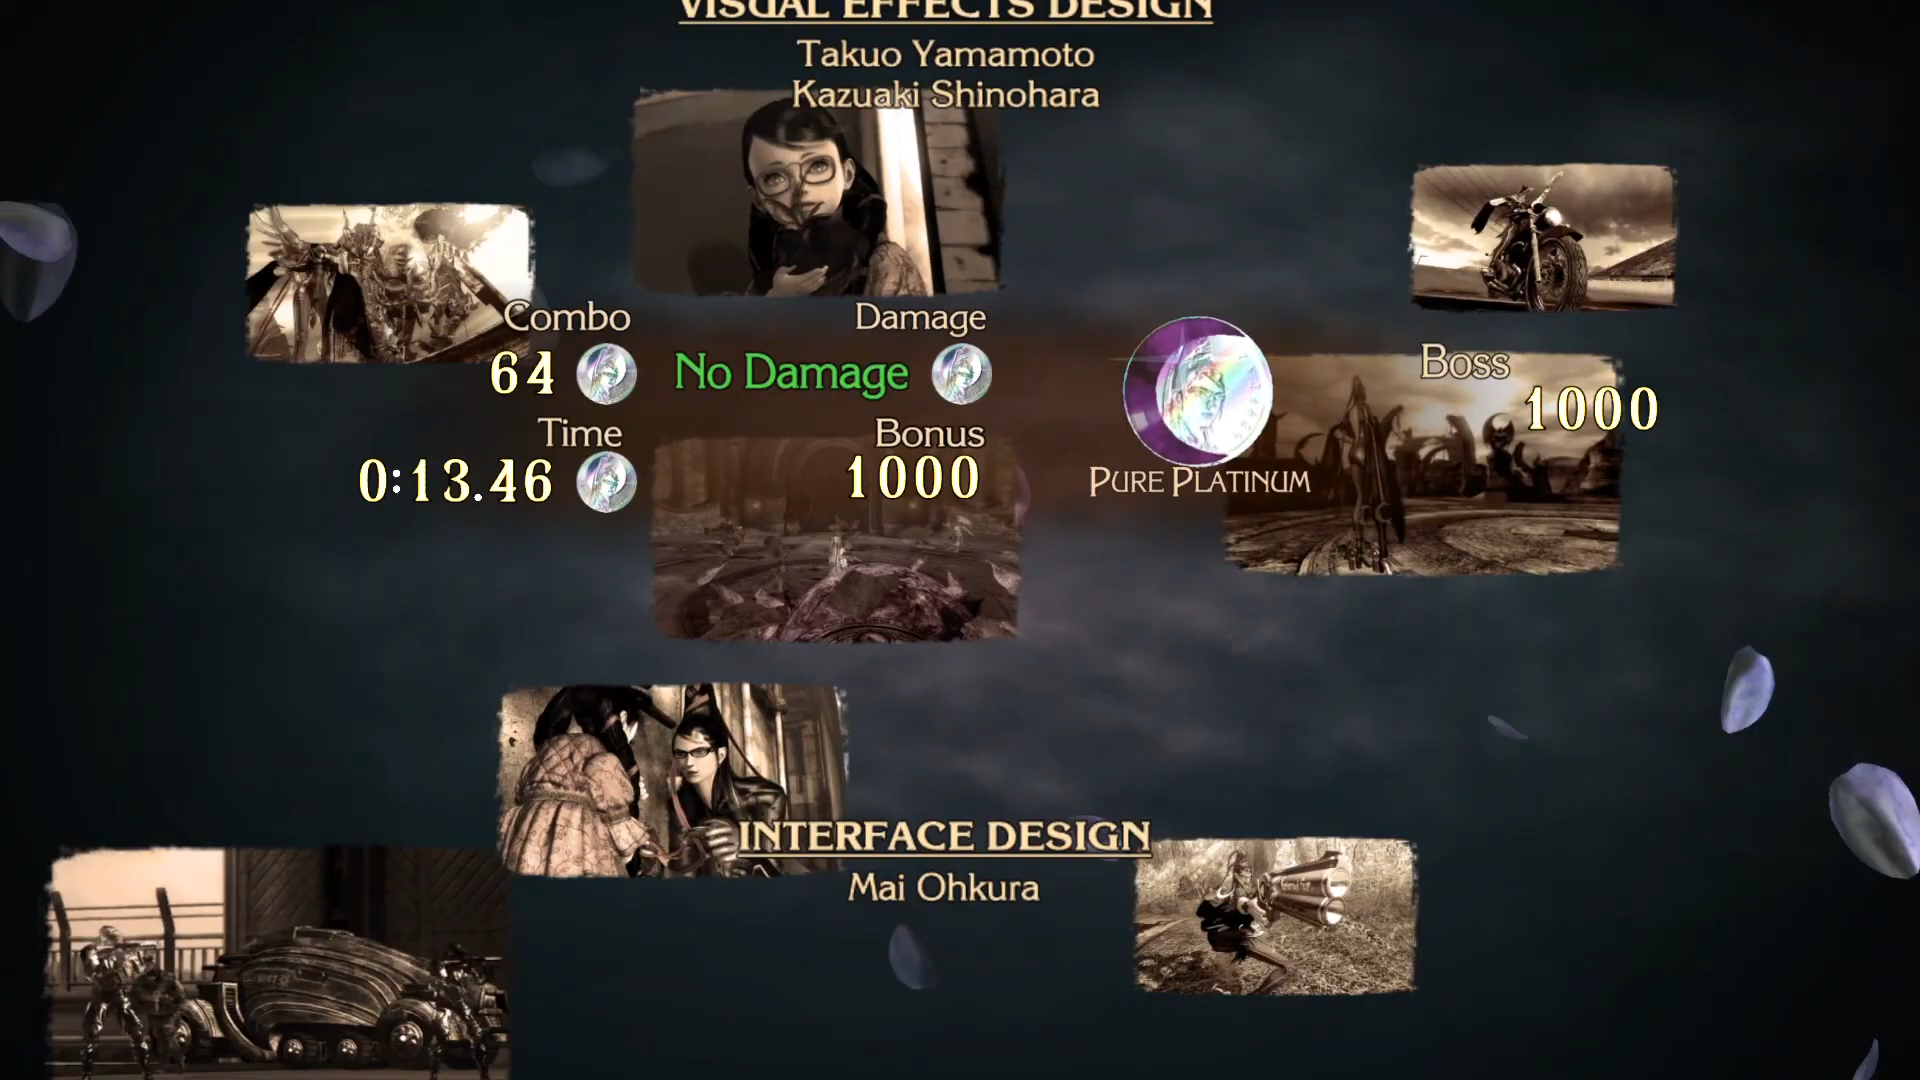 VISUAL EFFECTS DESIGN
Takuo Yamamoto
Kazuaki Shinohara
Combo
64
Damage
No Damage
Time
0:13.46
Bonus
1000
PURE PLATINUM
Boss
1000
INTERFACE DESIGN
Mai Ohkura